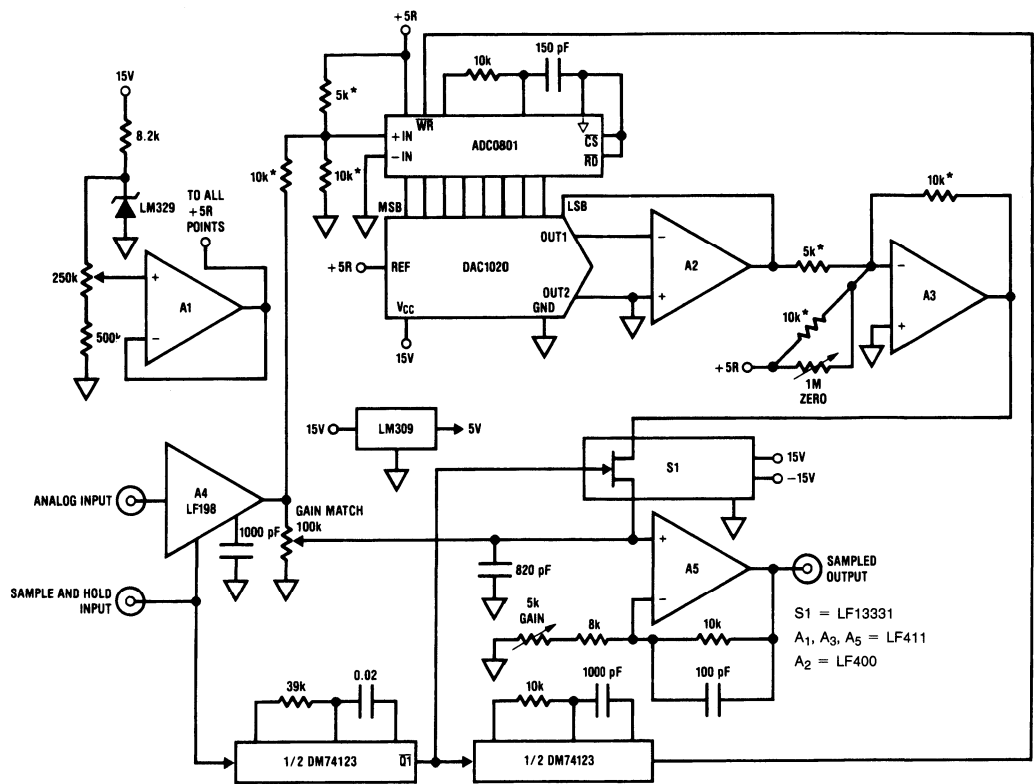 +5R
15V
8.2k
LM329
TO ALL
+5R
POINTS
250k
500k
+
−
A1
5k*
10k*
10k*
10k
150 pF
WR
+ IN
− IN
ADC0801
CS
RD
MSB
LSB
+5R
REF
DAC1020
OUT1
OUT2
VCC
GND
15V
−
+
A2
5k*
10k*
10k*
+5R
1M
ZERO
−
+
A3
15V
LM309
5V
S1
15V
−15V
ANALOG INPUT
A4
LF198
1000 pF
GAIN MATCH
100k
SAMPLE AND HOLD
INPUT
820 pF
+
−
A5
SAMPLED
OUTPUT
5k
GAIN
8k
10k
100 pF
S1 = LF13331
A1, A3, A5 = LF411
A2 = LF400
39k
0.02
1/2 DM74123
Q1
10k
1000 pF
1/2 DM74123